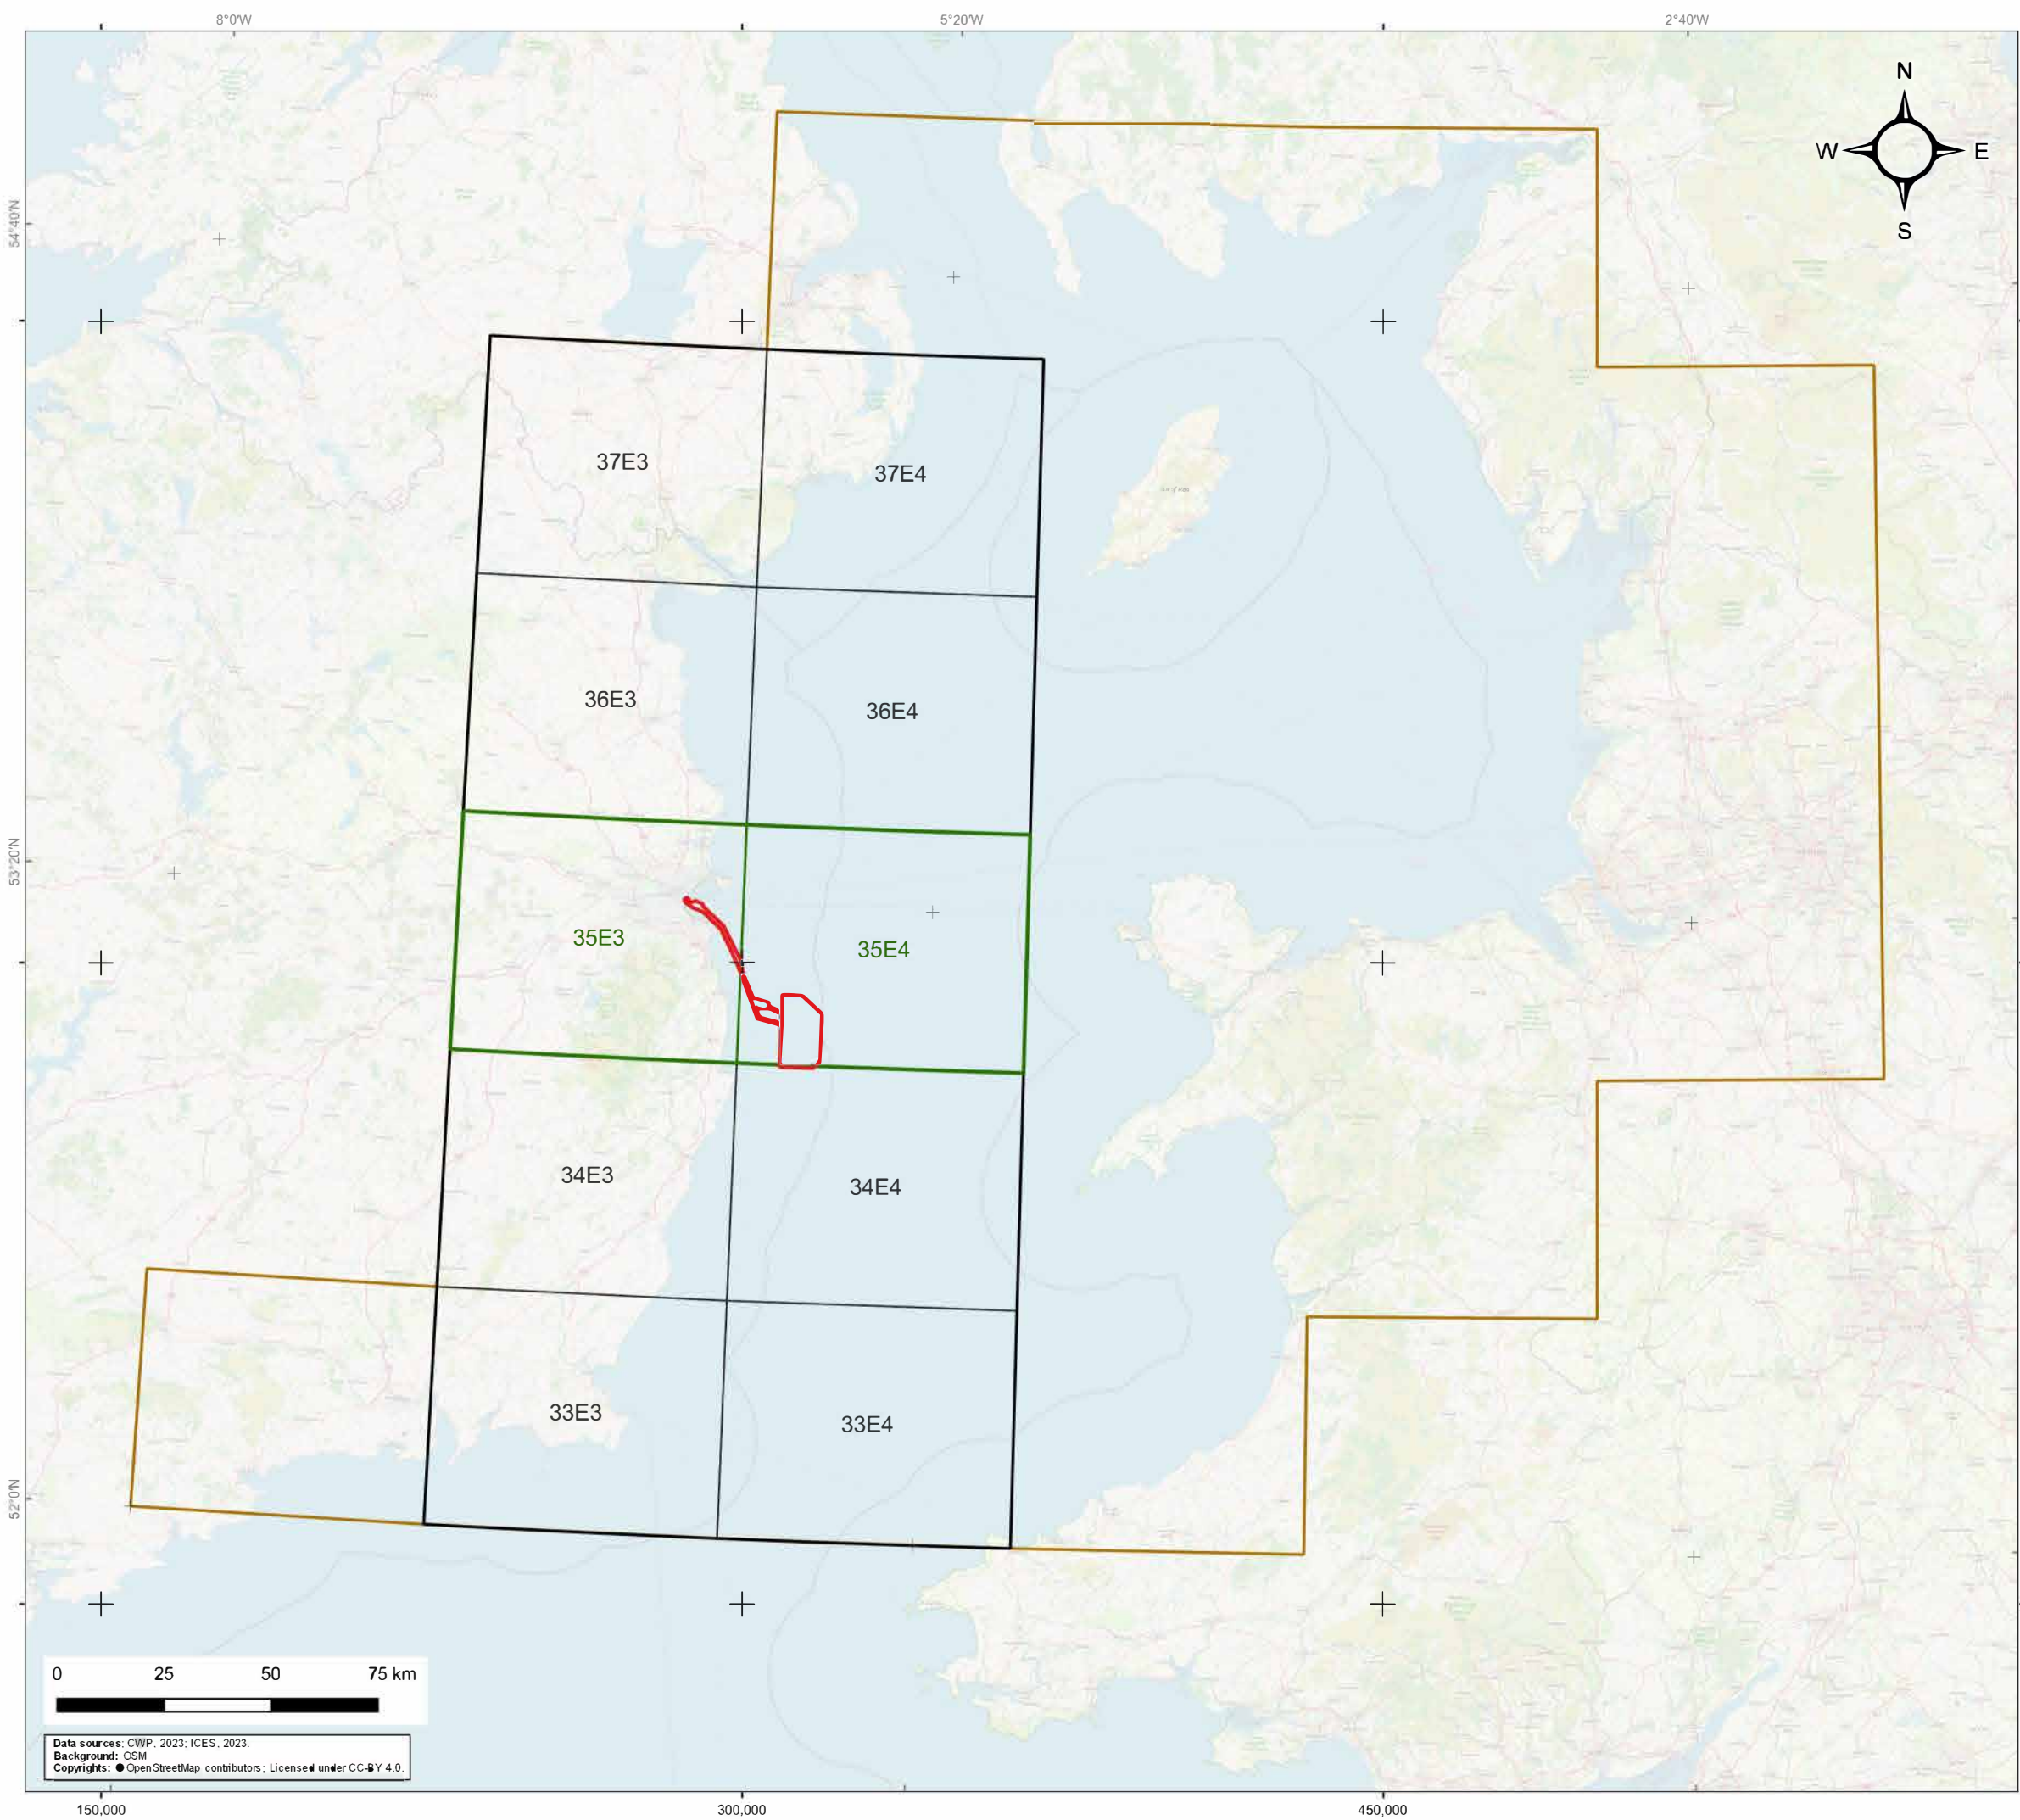 8°0'W 5°20'W 2°40'W
N
W E
S
54°40'N
37E3
37E4
36E3
36E4
53°20'N
35E3
35E4
34E3
34E4
33E3
33E4
52°0'N
0 25 50 75 km
Data sources: CWP, 2023; ICES, 2023.
Background: OSM
Copyrights: OpenStreetMap contributors; Licensed under CC-BY 4.0.
150,000 300,000 450,000